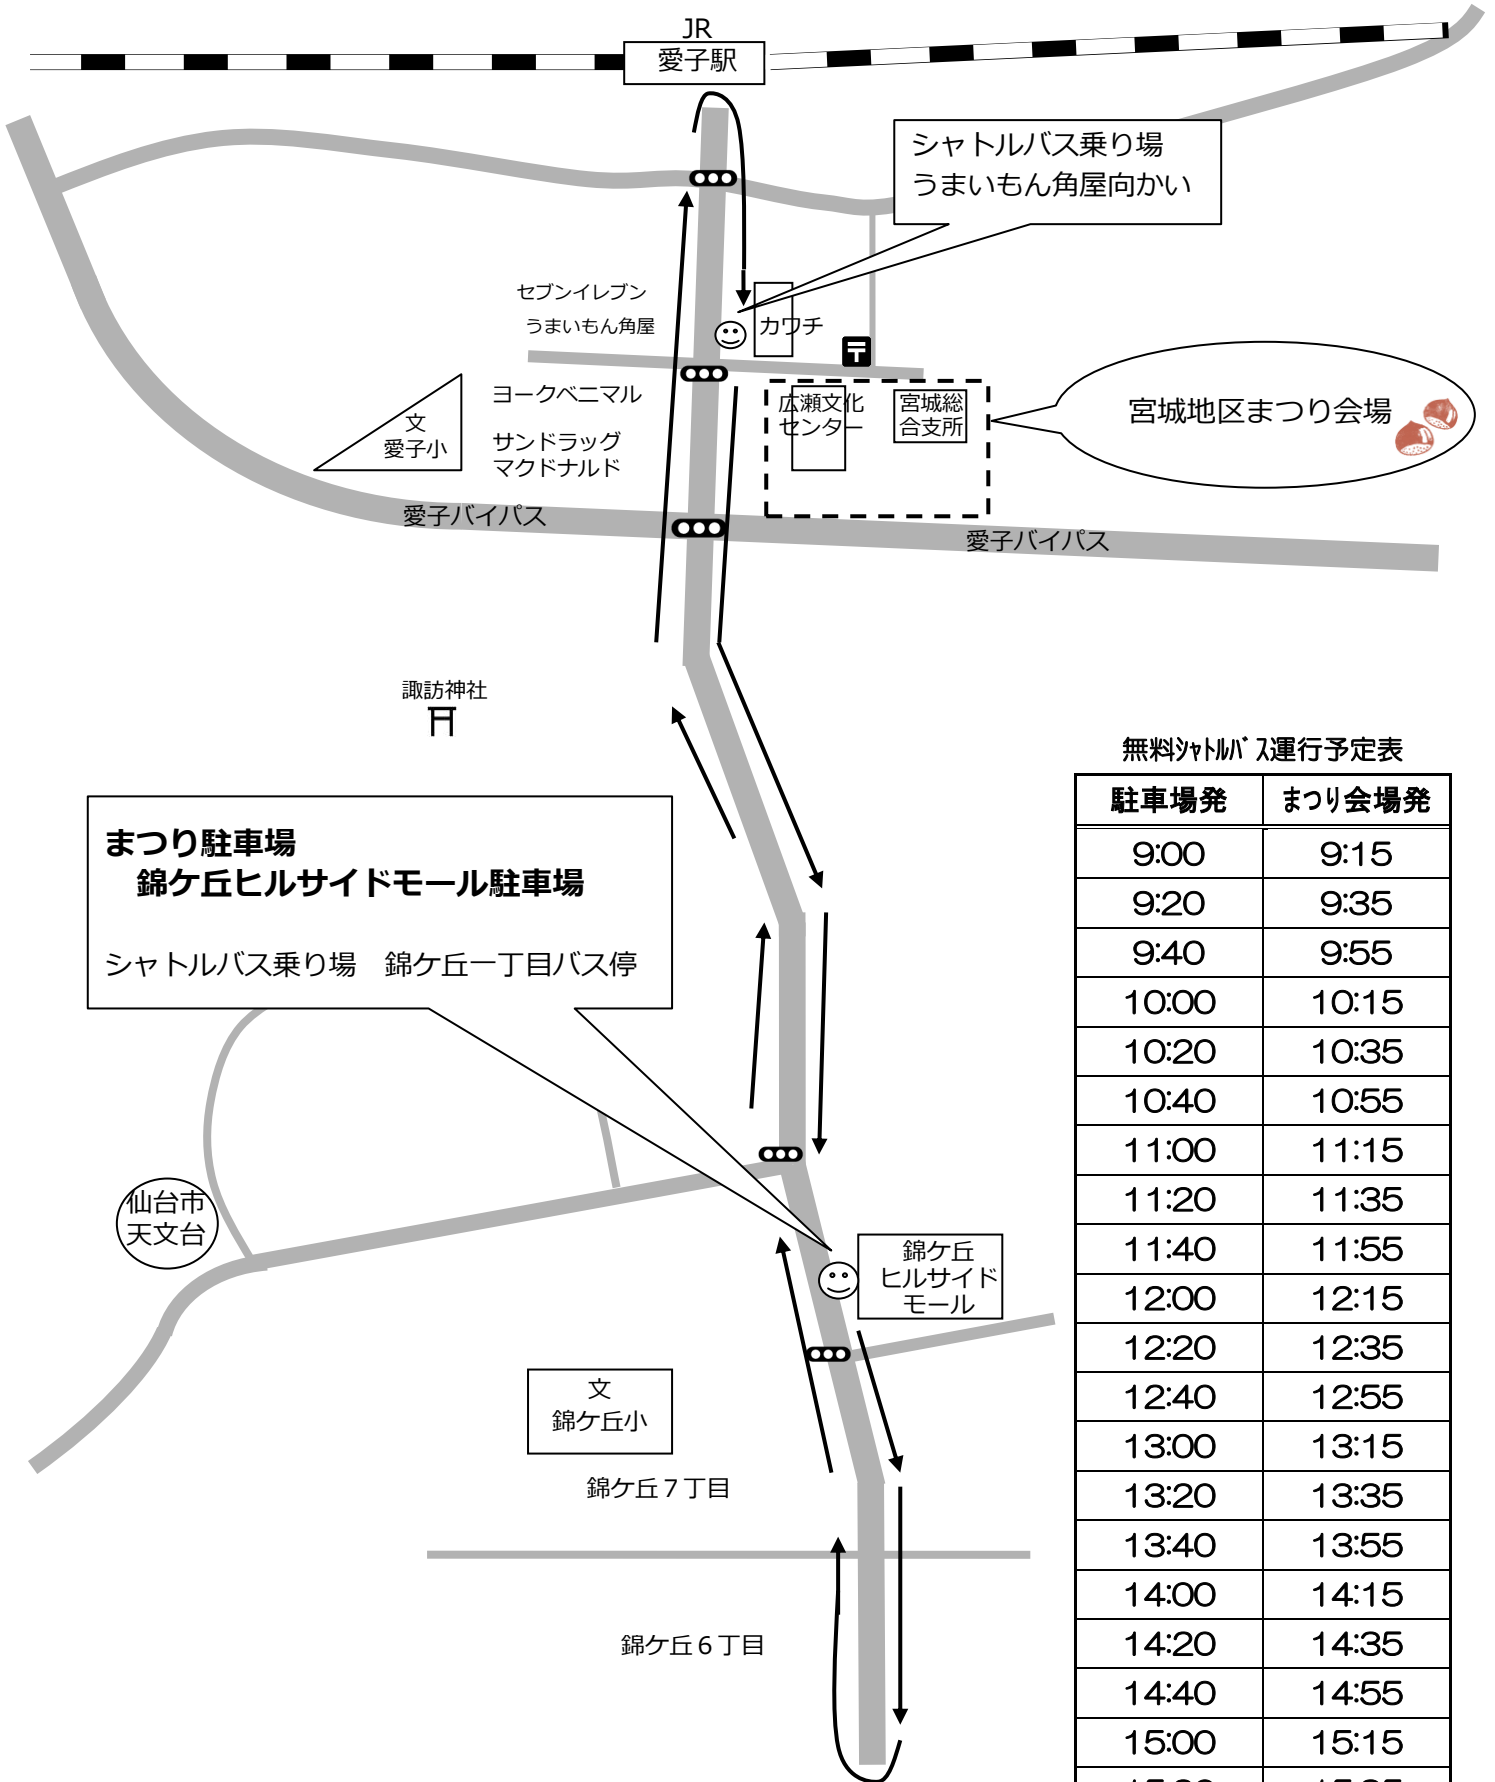 JR
愛子駅
シャトルバス乗り場
うまいもん角屋向かい
セブンイレブン
うまいもん角屋
カワチ
〒
ヨークベニマル
サンドラッグ
マクドナルド
文
愛子小
広瀬文化
センター
宮城総
合支所
宮城地区まつり会場
愛子バイパス
愛子バイパス
諏訪神社
まつり駐車場
錦ケ丘ヒルサイドモール駐車場
シャトルバス乗り場 錦ケ丘一丁目バス停
仙台市
天文台
錦ケ丘
ヒルサイド
モール
文
錦ケ丘小
錦ケ丘7丁目
錦ケ丘6丁目
無料ｼｬﾄﾙﾊﾞｽ運行予定表
駐車場発 まつり会場発
9:00 9:15
9:20 9:35
9:40 9:55
10:00 10:15
10:20 10:35
10:40 10:55
11:00 11:15
11:20 11:35
11:40 11:55
12:00 12:15
12:20 12:35
12:40 12:55
13:00 13:15
13:20 13:35
13:40 13:55
14:00 14:15
14:20 14:35
14:40 14:55
15:00 15:15